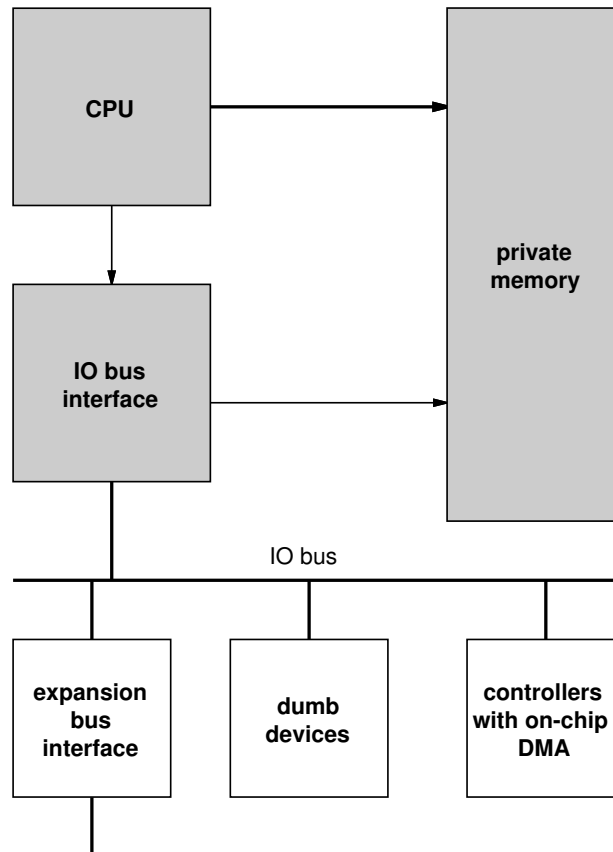 CPU
private
memory
IO bus
interface
IO bus
expansion
bus
interface
dumb
devices
controllers
with on-chip
DMA